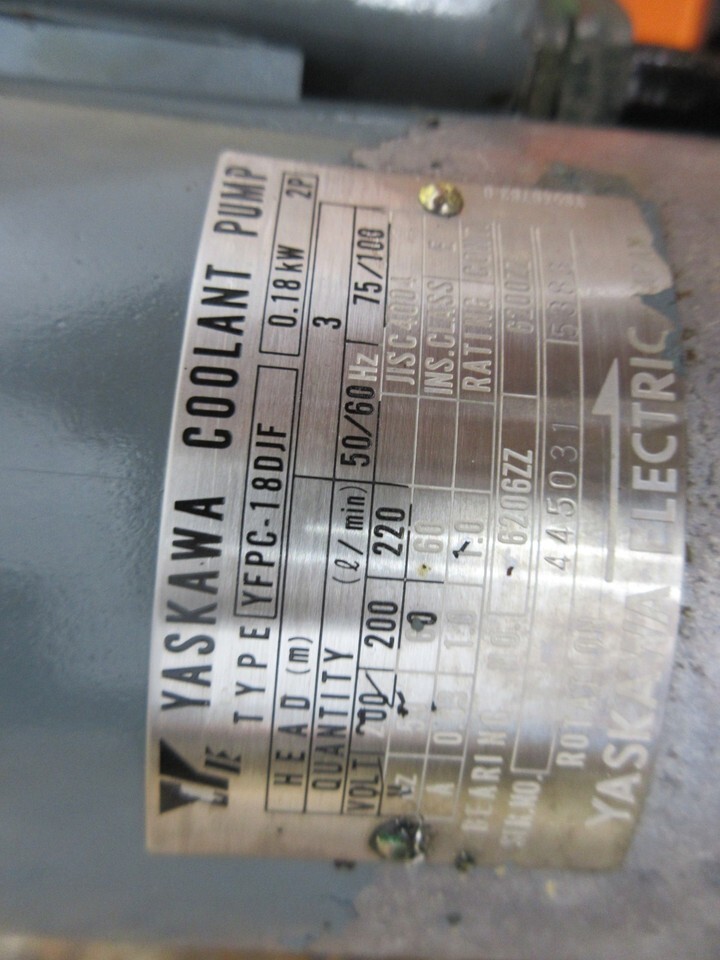 YASKAWA COOLANT PUMP
TYPE YFPC-18DJF 0.18kW 2P
HEAD (m) 3
QUANTITY (ℓ/min) 50/60Hz 75/100
VOLT 200 200 220 JISC4004
Hz 60 60 INS.CLASS E
A 1.0 RATING CONT
BEARING 6206ZZ 6200ZZ
SER.NO. 445031
ROTATION
YASKAWA ELECTRIC